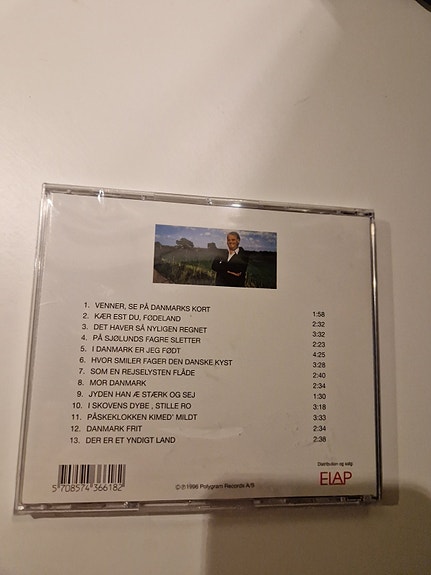 1. VENNER, SE PÅ DANMARKS KORT 1:58
2. KÆR EST DU, FØDELAND 2:32
3. DET HAVER SÅ NYLIGEN REGNET 3:32
4. PÅ SJØLUNDS FAGRE SLETTER 2:23
5. I DANMARK ER JEG FØDT 4:25
6. HVOR SMILER FAGER DEN DANSKE KYST 3:28
7. SOM EN REJSELYSTEN FLÅDE 2:40
8. MOR DANMARK 2:34
9. JYDEN HAN Æ STÆRK OG SEJ 1:30
10. I SKOVENS DYBE , STILLE RO 3:18
11. PÅSKEKLOKKEN KIMED' MILDT 3:33
12. DANMARK FRIT 2:34
13. DER ER ET YNDIGT LAND 2:38
Distribution og salg:
ELAP
5 708574 366182
©℗1996 Polygram Records A/S